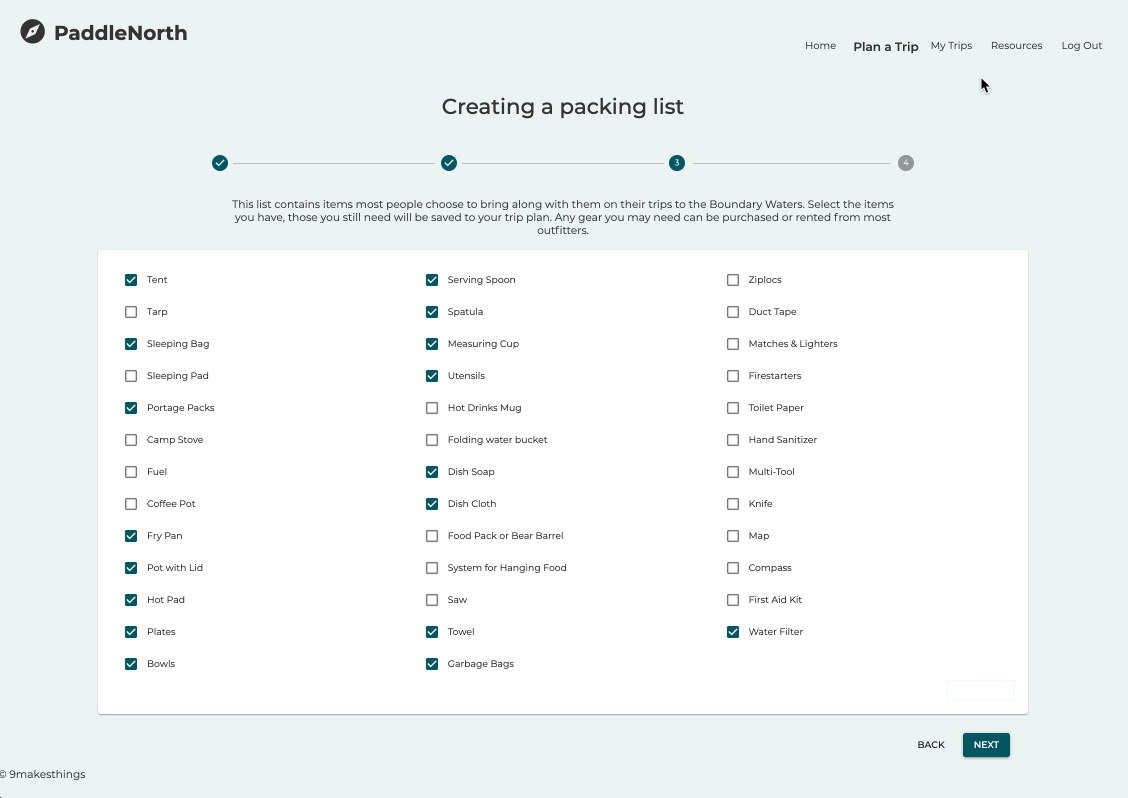 PaddleNorth
Home Plan a Trip My Trips Resources Log Out
Creating a packing list
3 4
This list contains items most people choose to bring along with them on their trips to the Boundary Waters. Select the items
you have, those you still need will be saved to your trip plan. Any gear you may need can be purchased or rented from most
outfitters.
Tent
Tarp
Sleeping Bag
Sleeping Pad
Portage Packs
Camp Stove
Fuel
Coffee Pot
Fry Pan
Pot with Lid
Hot Pad
Plates
Bowls
Serving Spoon
Spatula
Measuring Cup
Utensils
Hot Drinks Mug
Folding water bucket
Dish Soap
Dish Cloth
Food Pack or Bear Barrel
System for Hanging Food
Saw
Towel
Garbage Bags
Ziplocs
Duct Tape
Matches & Lighters
Firestarters
Toilet Paper
Hand Sanitizer
Multi-Tool
Knife
Map
Compass
First Aid Kit
Water Filter
BACK NEXT
© 9makesthings